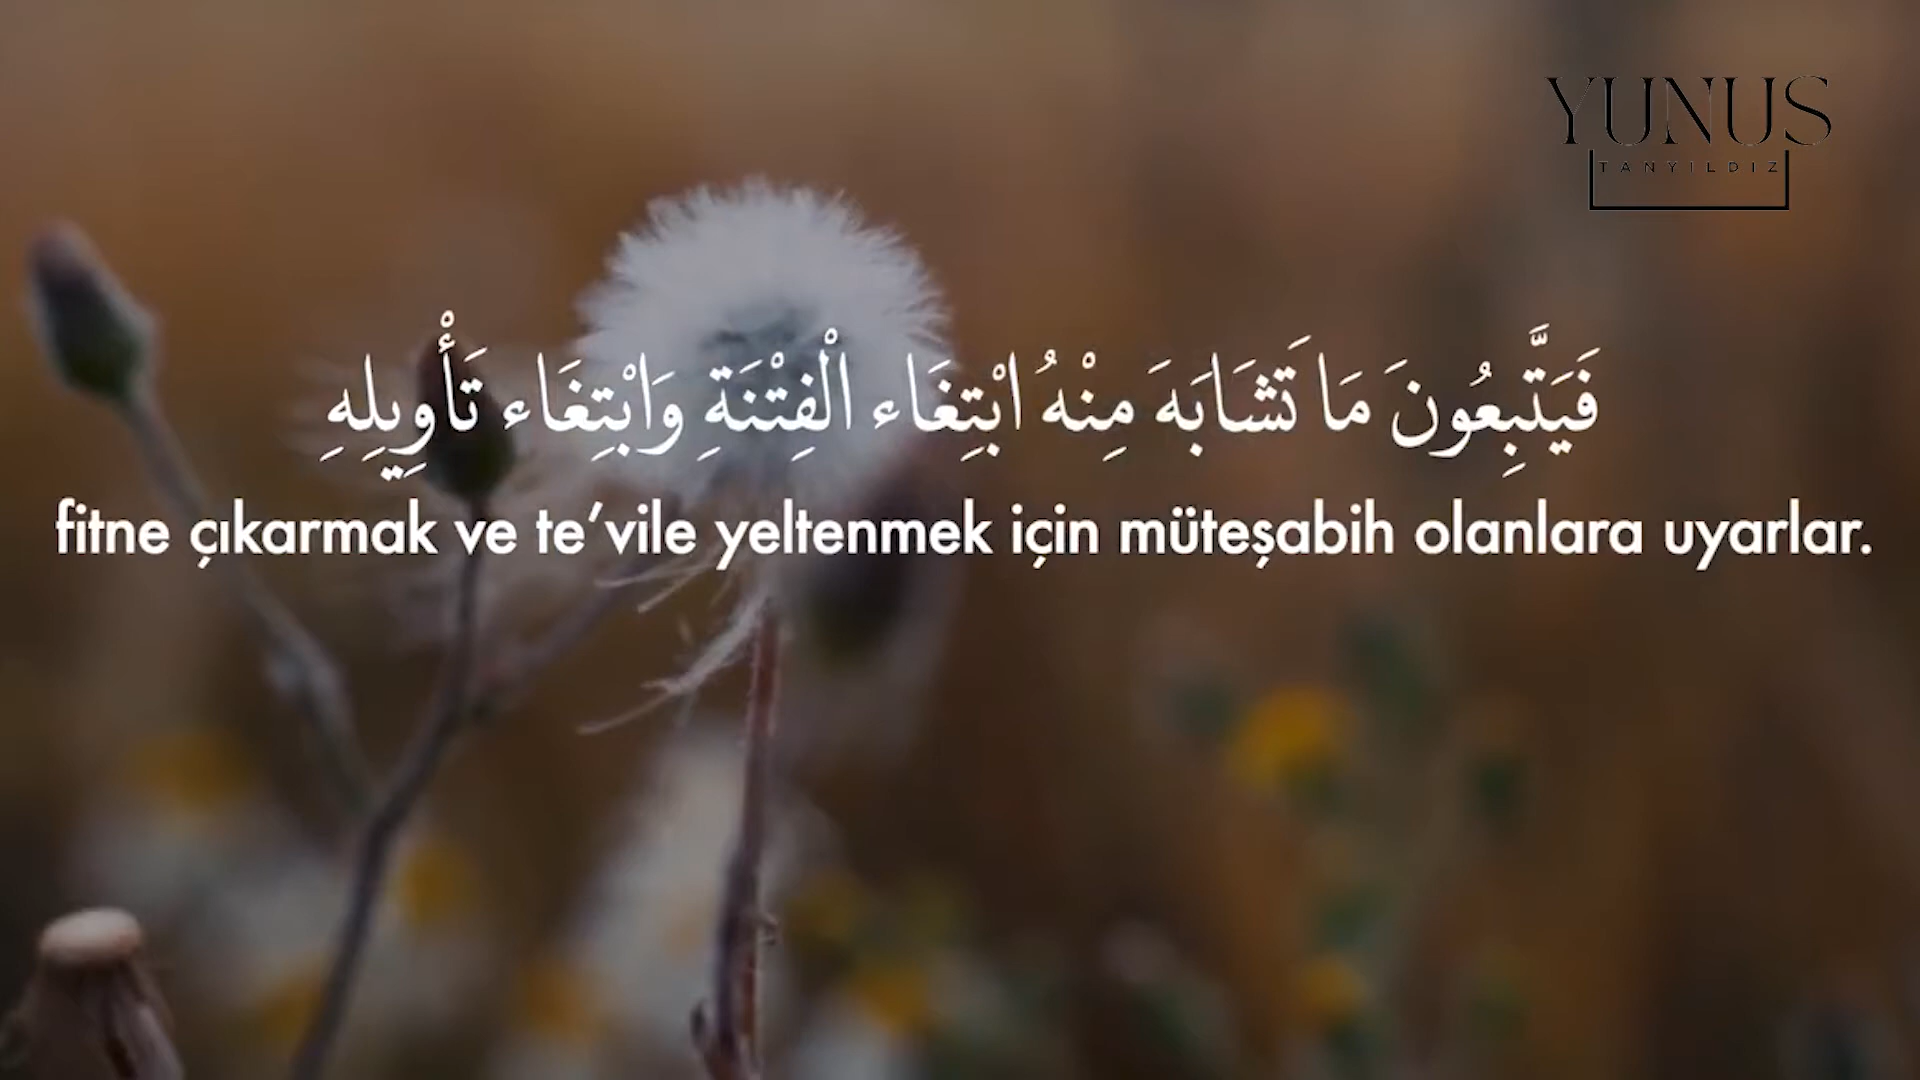 YUNUS
TANYILDIZ
فَيَتَّبِعُونَ مَا تَشَابَهَ مِنْهُ ابْتِغَاء الْفِتْنَةِ وَابْتِغَاء تَأْوِيلِهِ
fitne çıkarmak ve te’vile yeltenmek için müteşabih olanlara uyarlar.